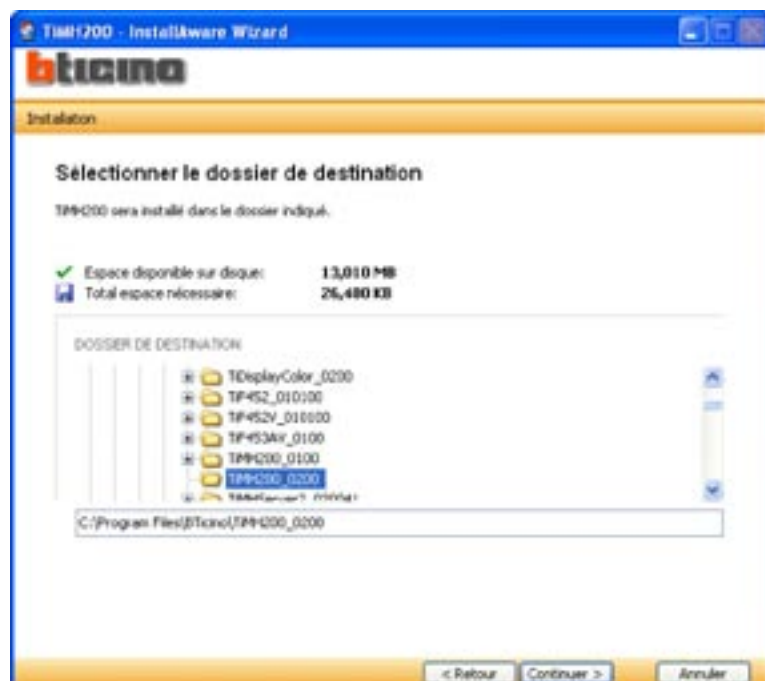 TiMH200 - InstallAware Wizard
bticino
Installation
Sélectionner le dossier de destination
TiMH200 sera installé dans le dossier indiqué.
Espace disponible sur disque: 13,010 MB
Total espace nécessaire: 26,480 KB
DOSSIER DE DESTINATION
TiDisplayColor_0200
TiF452_010100
TiF452V_010100
TiF453AV_0100
TiMH200_0100
TiMH200_0200
C:\Program Files\BTicino\TiMH200_0200
< Retour
Continuer >
Annuler